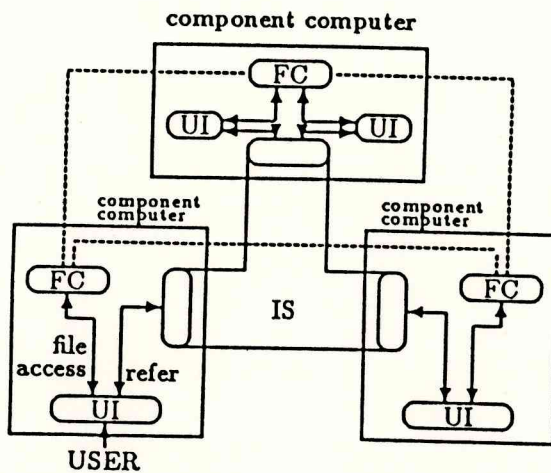 component computer
FC
UI
UI
component
computer
component
computer
FC
FC
IS
file
access
refer
UI
UI
USER